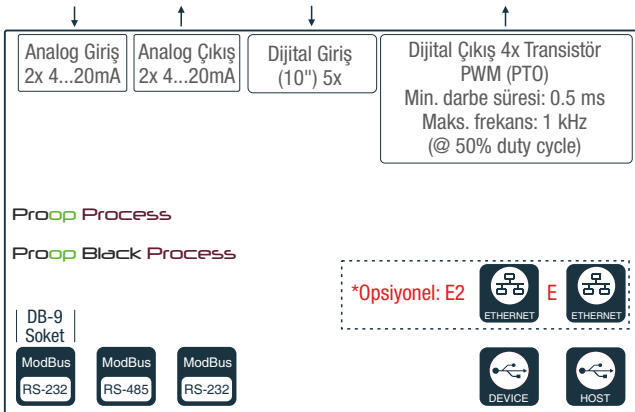 Analog Giriş
2x 4...20mA
Analog Çıkış
2x 4...20mA
Dijital Giriş
(10") 5x
Dijital Çıkış 4x Transistör
PWM (PTO)
Min. darbe süresi: 0.5 ms
Maks. frekans: 1 kHz
(@ 50% duty cycle)
Proop Process
Proop Black Process
*Opsiyonel: E2
ETHERNET
E
ETHERNET
DB-9
Soket
ModBus
RS-232
ModBus
RS-485
ModBus
RS-232
DEVICE
HOST